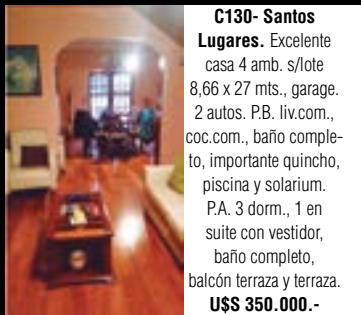 C130- Santos
Lugares. Excelente
casa 4 amb. s/lote
8,66 x 27 mts., garage.
2 autos. P.B. liv.com.,
coc.com., baño comple-
to, importante quincho,
piscina y solarium.
P.A. 3 dorm., 1 en
suite con vestidor,
baño completo,
balcón terraza y terraza.
U$S 350.000.-